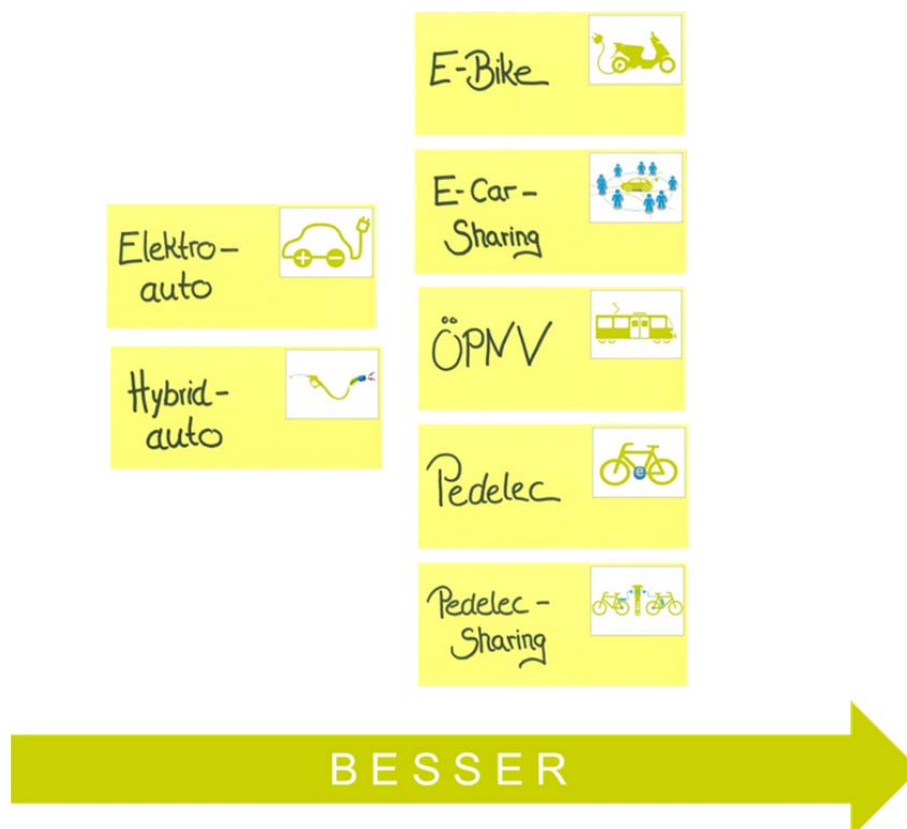 Elektro-
auto
Hybrid-
auto
E-Bike
E-Car-
Sharing
ÖPNV
Pedelec
Pedelec-
Sharing
BESSER